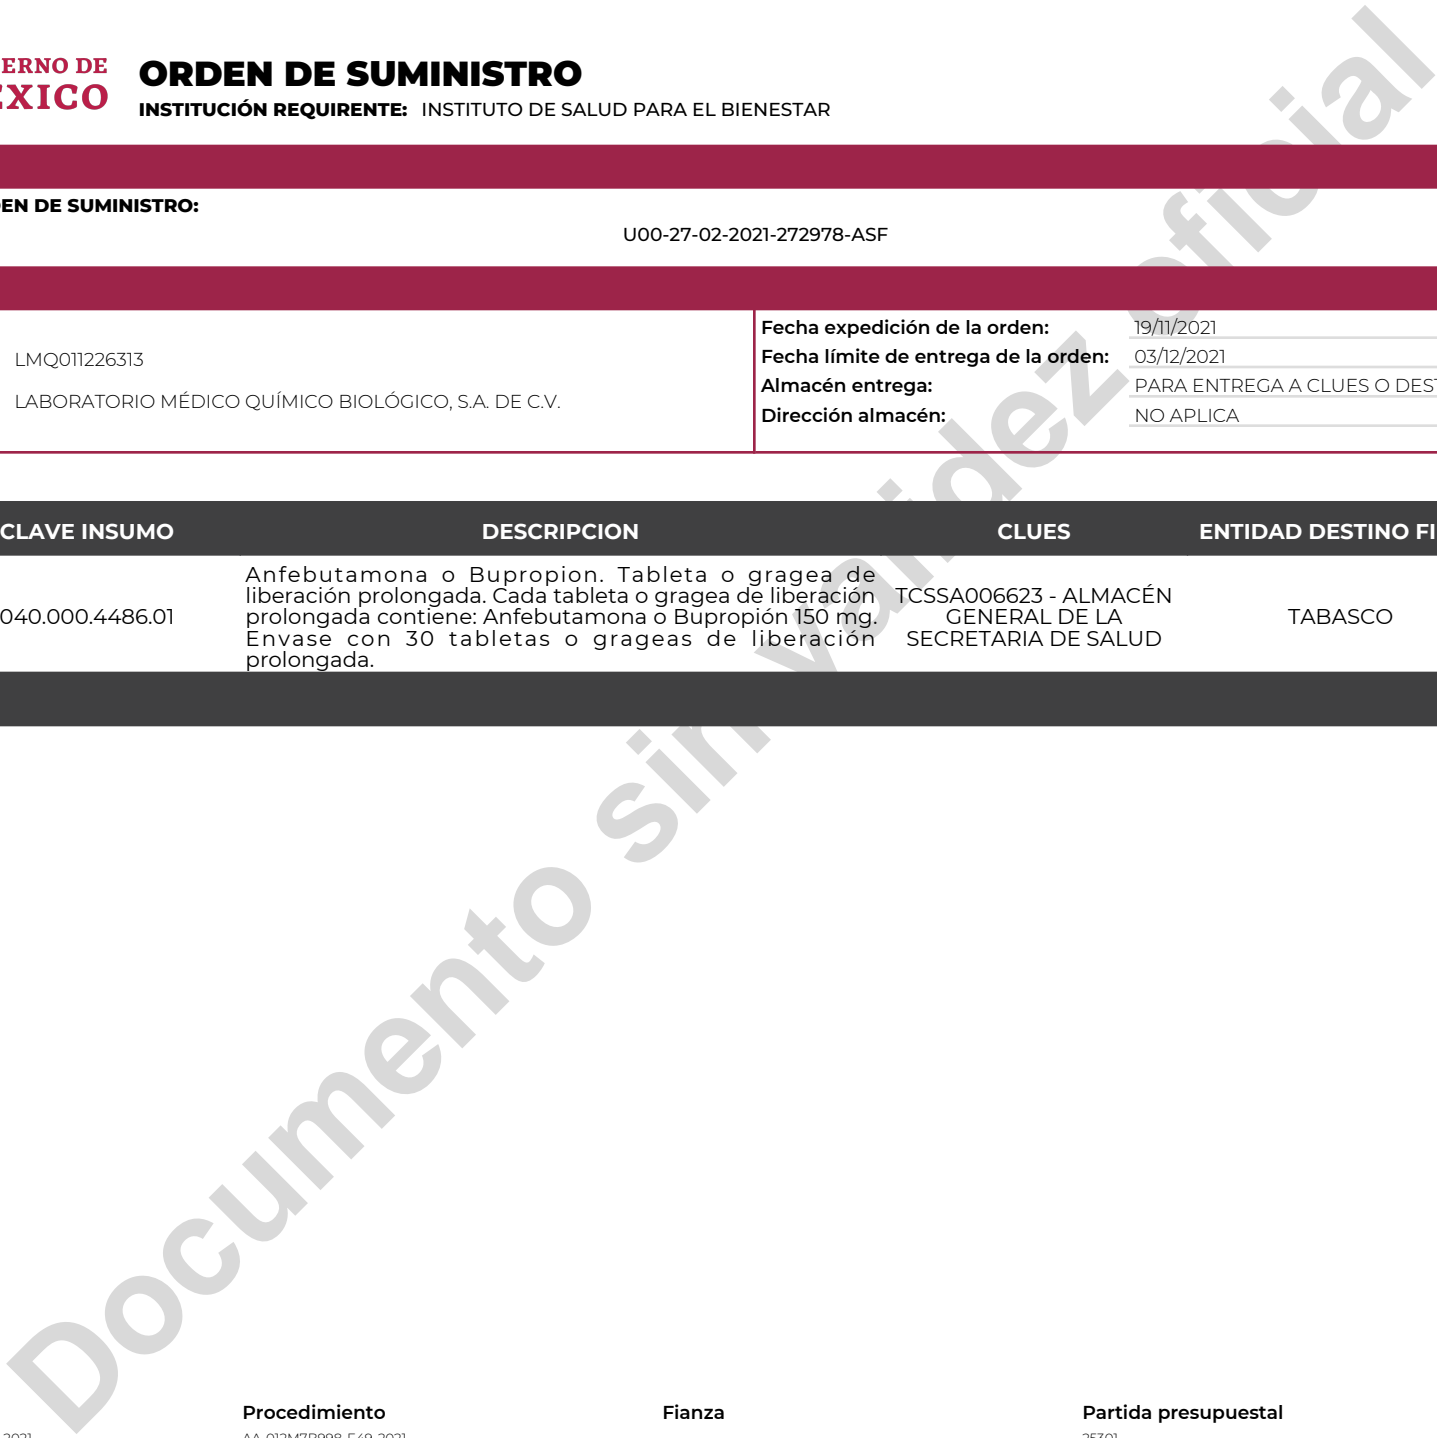 ERNO DE
EXICO
ORDEN DE SUMINISTRO
INSTITUCIÓN REQUIRENTE: INSTITUTO DE SALUD PARA EL BIENESTAR
EN DE SUMINISTRO:
U00-27-02-2021-272978-ASF
LMQ011226313
LABORATORIO MÉDICO QUÍMICO BIOLÓGICO, S.A. DE C.V.
Fecha expedición de la orden: 19/11/2021
Fecha límite de entrega de la orden: 03/12/2021
Almacén entrega: PARA ENTREGA A CLUES O DEST
Dirección almacén: NO APLICA
CLAVE INSUMO DESCRIPCION CLUES ENTIDAD DESTINO FI
040.000.4486.01
Anfebutamona o Bupropion. Tableta o gragea de
liberación prolongada. Cada tableta o gragea de liberación
prolongada contiene: Anfebutamona o Bupropión 150 mg.
Envase con 30 tabletas o grageas de liberación
prolongada.
TCSSA006623 - ALMACÉN
GENERAL DE LA
SECRETARIA DE SALUD
TABASCO
Documento sin validez oficial
Procedimiento Fianza Partida presupuestal